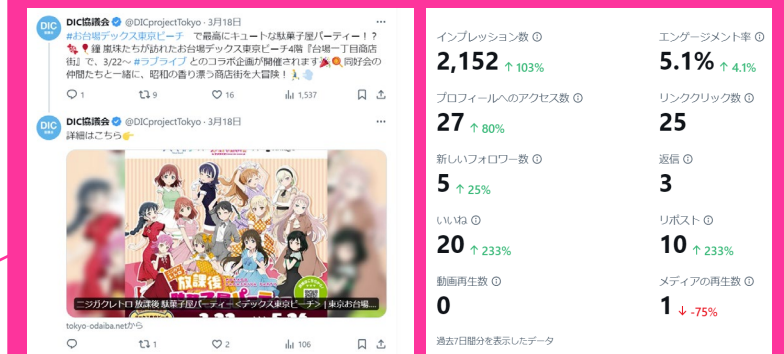 DIC協議会 @DICprojectTokyo · 3月18日
#お台場デックス東京ビーチ で最高にキュートな駄菓子屋パーティー！？
鐘 嵐珠たちが訪れたお台場デックス東京ビーチ4階『台場一丁目商店
街』で、3/22～ #ラブライブ とのコラボ企画が開催されます 同好会の
仲間たちと一緒に、昭和の香り漂う商店街を大冒険！
1 9 16 1,537
DIC協議会 @DICprojectTokyo · 3月18日
詳細はこちら
放課後
ニジガクレトロ 放課後 駄菓子屋パーティー＜デックス東京ビーチ＞ | 東京お台場...
tokyo-odaiba.netから
1 2 106
インプレッション数
2,152 ↑ 103%
エンゲージメント率
5.1% ↑ 4.1%
プロフィールへのアクセス数
27 ↑ 80%
リンククリック数
25
新しいフォロワー数
5 ↑ 25%
返信
3
いいね
20 ↑ 233%
リポスト
10 ↑ 233%
動画再生数
0
メディアの再生数
1 ↓ -75%
過去7日間分を表示したデータ